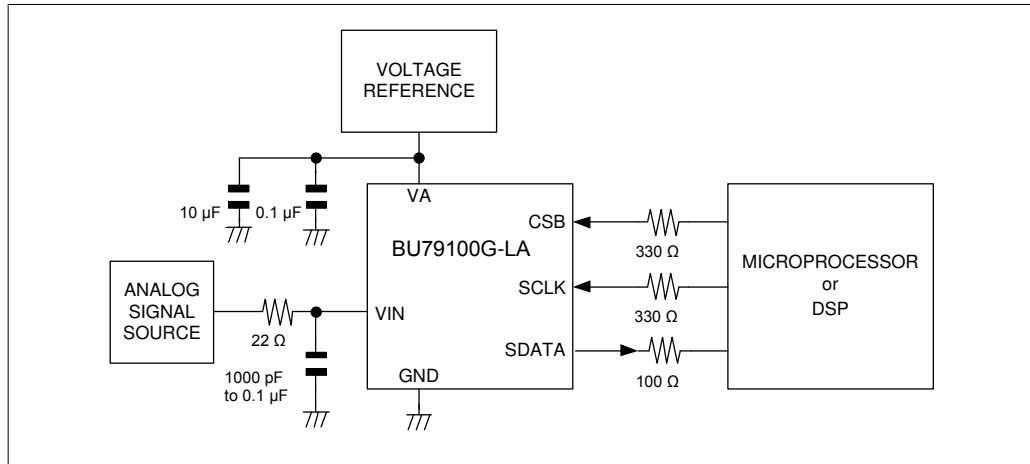 VOLTAGE
REFERENCE
10 µF
0.1 µF
VA
CSB
330 Ω
BU79100G-LA
MICROPROCESSOR
or
DSP
ANALOG
SIGNAL
SOURCE
22 Ω
VIN
SCLK
330 Ω
SDATA
100 Ω
1000 pF
to 0.1 µF
GND